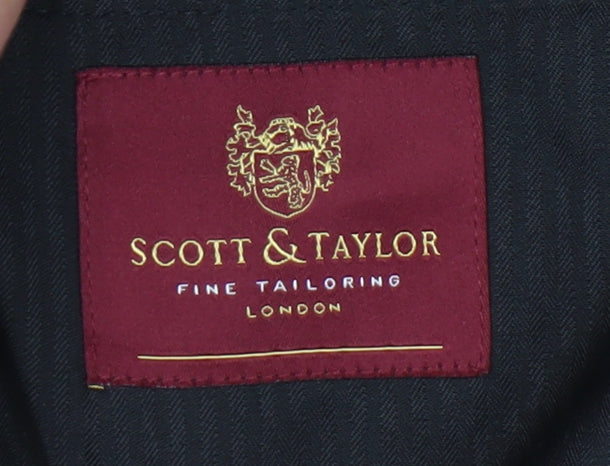 SCOTT & TAYLOR
FINE TAILORING
LONDON